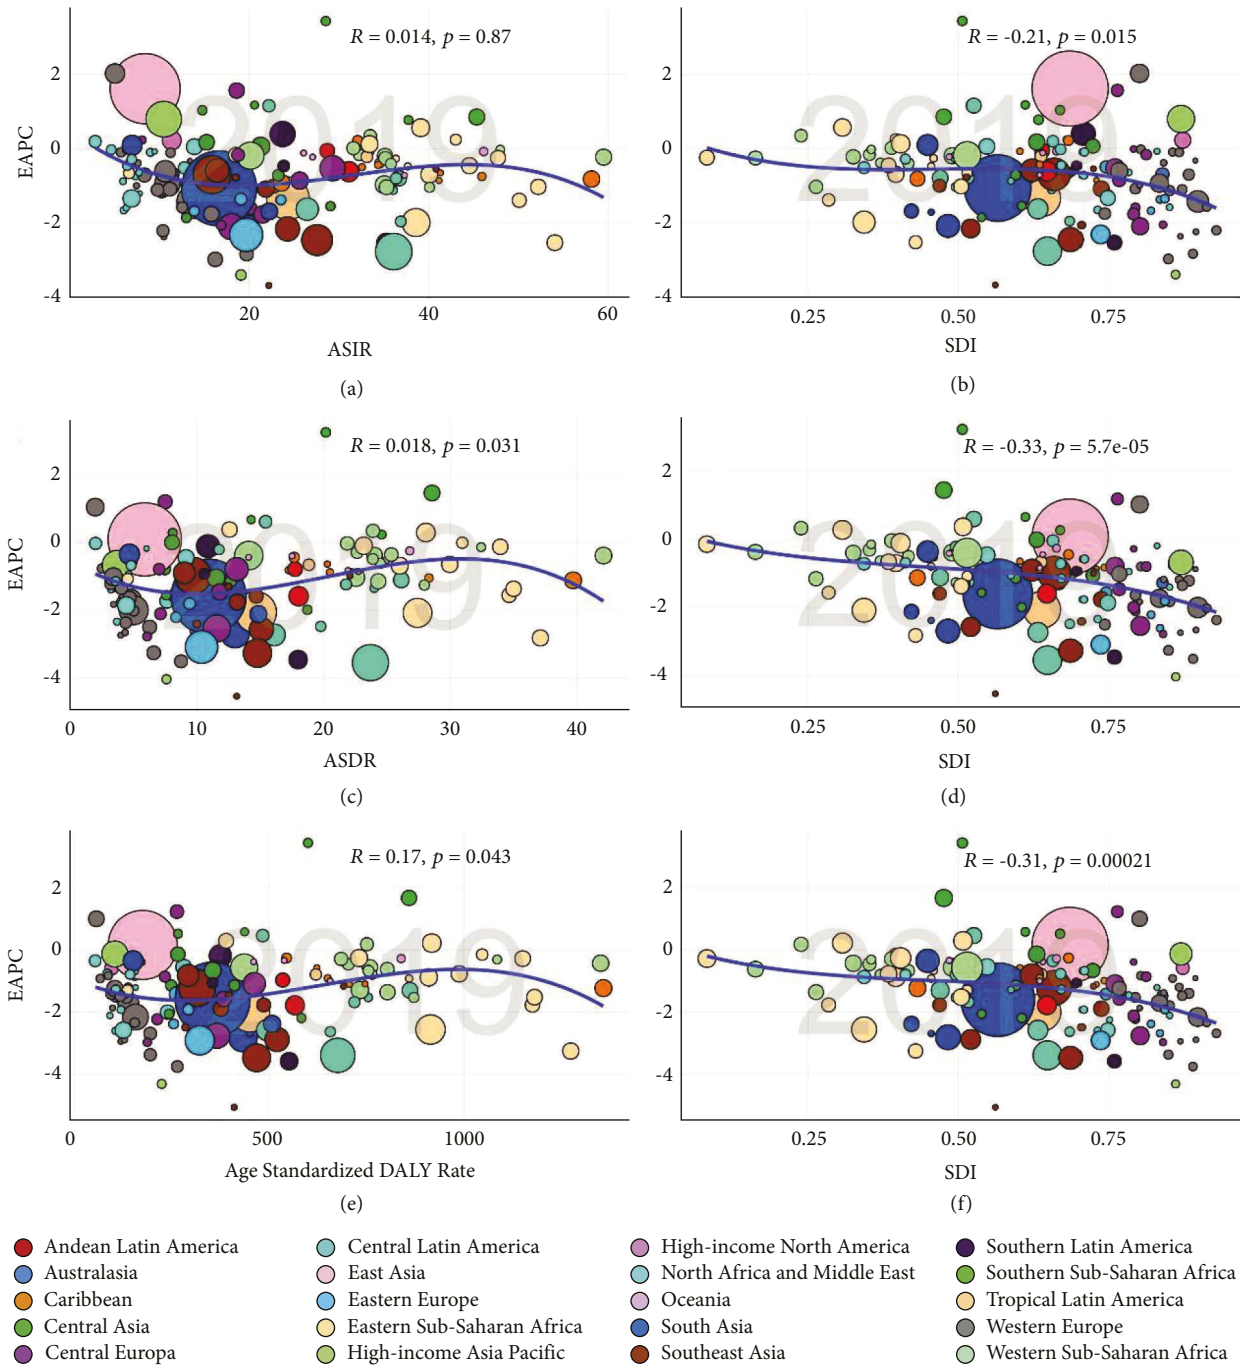 R = 0.014, p = 0.87
2
0
-2
-4
EAPC
2019
20
40
60
ASIR
(a)
R = -0.21, p = 0.015
2
0
-2
-4
2019
0.25
0.50
0.75
SDI
(b)
R = 0.018, p = 0.031
2
0
-2
-4
EAPC
2019
0
10
20
30
40
ASDR
(c)
R = -0.33, p = 5.7e-05
2
0
-2
-4
2019
0.25
0.50
0.75
SDI
(d)
R = 0.17, p = 0.043
2
0
-2
-4
EAPC
2019
0
500
1000
Age Standardized DALY Rate
(e)
R = -0.31, p = 0.00021
2
0
-2
-4
2019
0.25
0.50
0.75
SDI
(f)
Andean Latin America
Australasia
Caribbean
Central Asia
Central Europa
Central Latin America
East Asia
Eastern Europe
Eastern Sub-Saharan Africa
High-income Asia Pacific
High-income North America
North Africa and Middle East
Oceania
South Asia
Southeast Asia
Southern Latin America
Southern Sub-Saharan Africa
Tropical Latin America
Western Europe
Western Sub-Saharan Africa